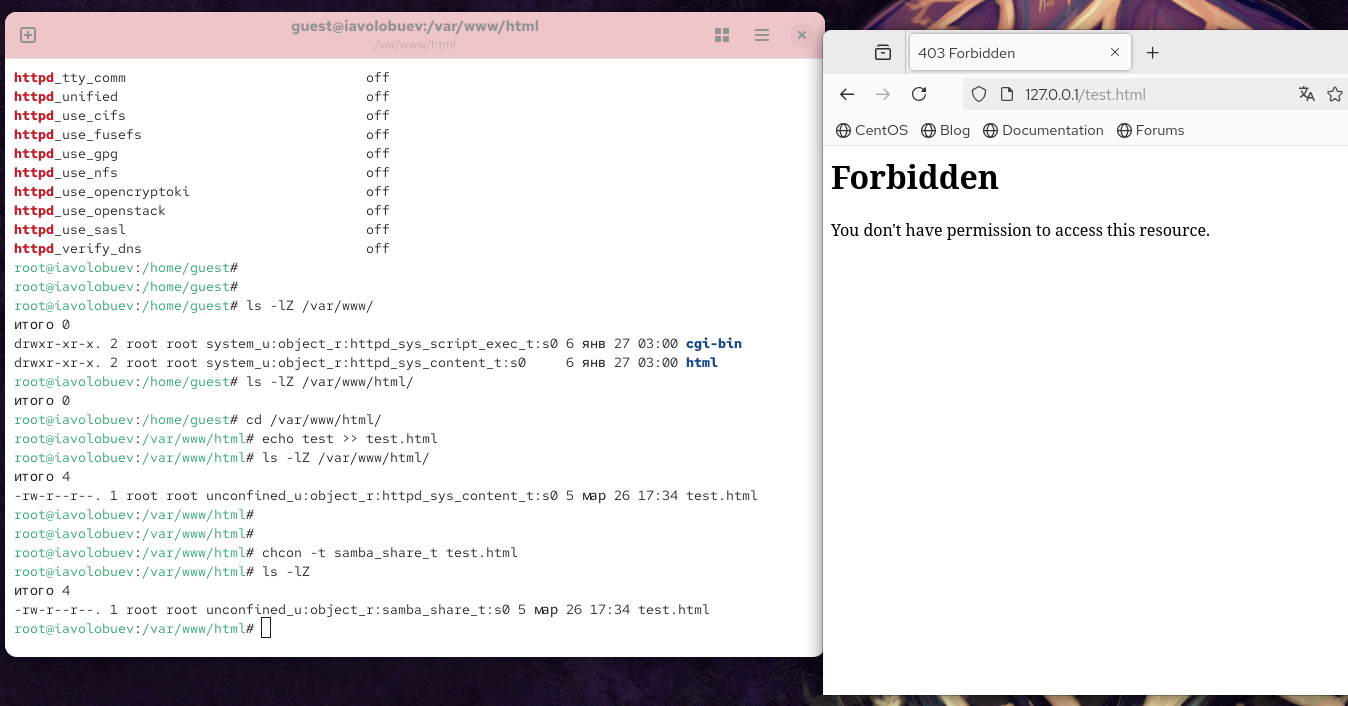 guest@iavolobuev:/var/www/html
/var/www/html
httpd_tty_comm off
httpd_unified off
httpd_use_cifs off
httpd_use_fusefs off
httpd_use_gpg off
httpd_use_nfs off
httpd_use_opencryptoki off
httpd_use_openstack off
httpd_use_sasl off
httpd_verify_dns off
root@iavolobuev:/home/guest#
root@iavolobuev:/home/guest#
root@iavolobuev:/home/guest# ls -lZ /var/www/
итого 0
drwxr-xr-x. 2 root root system_u:object_r:httpd_sys_script_exec_t:s0 6 янв 27 03:00 cgi-bin
drwxr-xr-x. 2 root root system_u:object_r:httpd_sys_content_t:s0 6 янв 27 03:00 html
root@iavolobuev:/home/guest# ls -lZ /var/www/html/
итого 0
root@iavolobuev:/home/guest# cd /var/www/html/
root@iavolobuev:/var/www/html# echo test >> test.html
root@iavolobuev:/var/www/html# ls -lZ /var/www/html/
итого 4
-rw-r--r--. 1 root root unconfined_u:object_r:httpd_sys_content_t:s0 5 мар 26 17:34 test.html
root@iavolobuev:/var/www/html#
root@iavolobuev:/var/www/html#
root@iavolobuev:/var/www/html# chcon -t samba_share_t test.html
root@iavolobuev:/var/www/html# ls -lZ
итого 4
-rw-r--r--. 1 root root unconfined_u:object_r:samba_share_t:s0 5 мар 26 17:34 test.html
root@iavolobuev:/var/www/html#
403 Forbidden
127.0.0.1/test.html
CentOS Blog Documentation Forums
Forbidden
You don't have permission to access this resource.